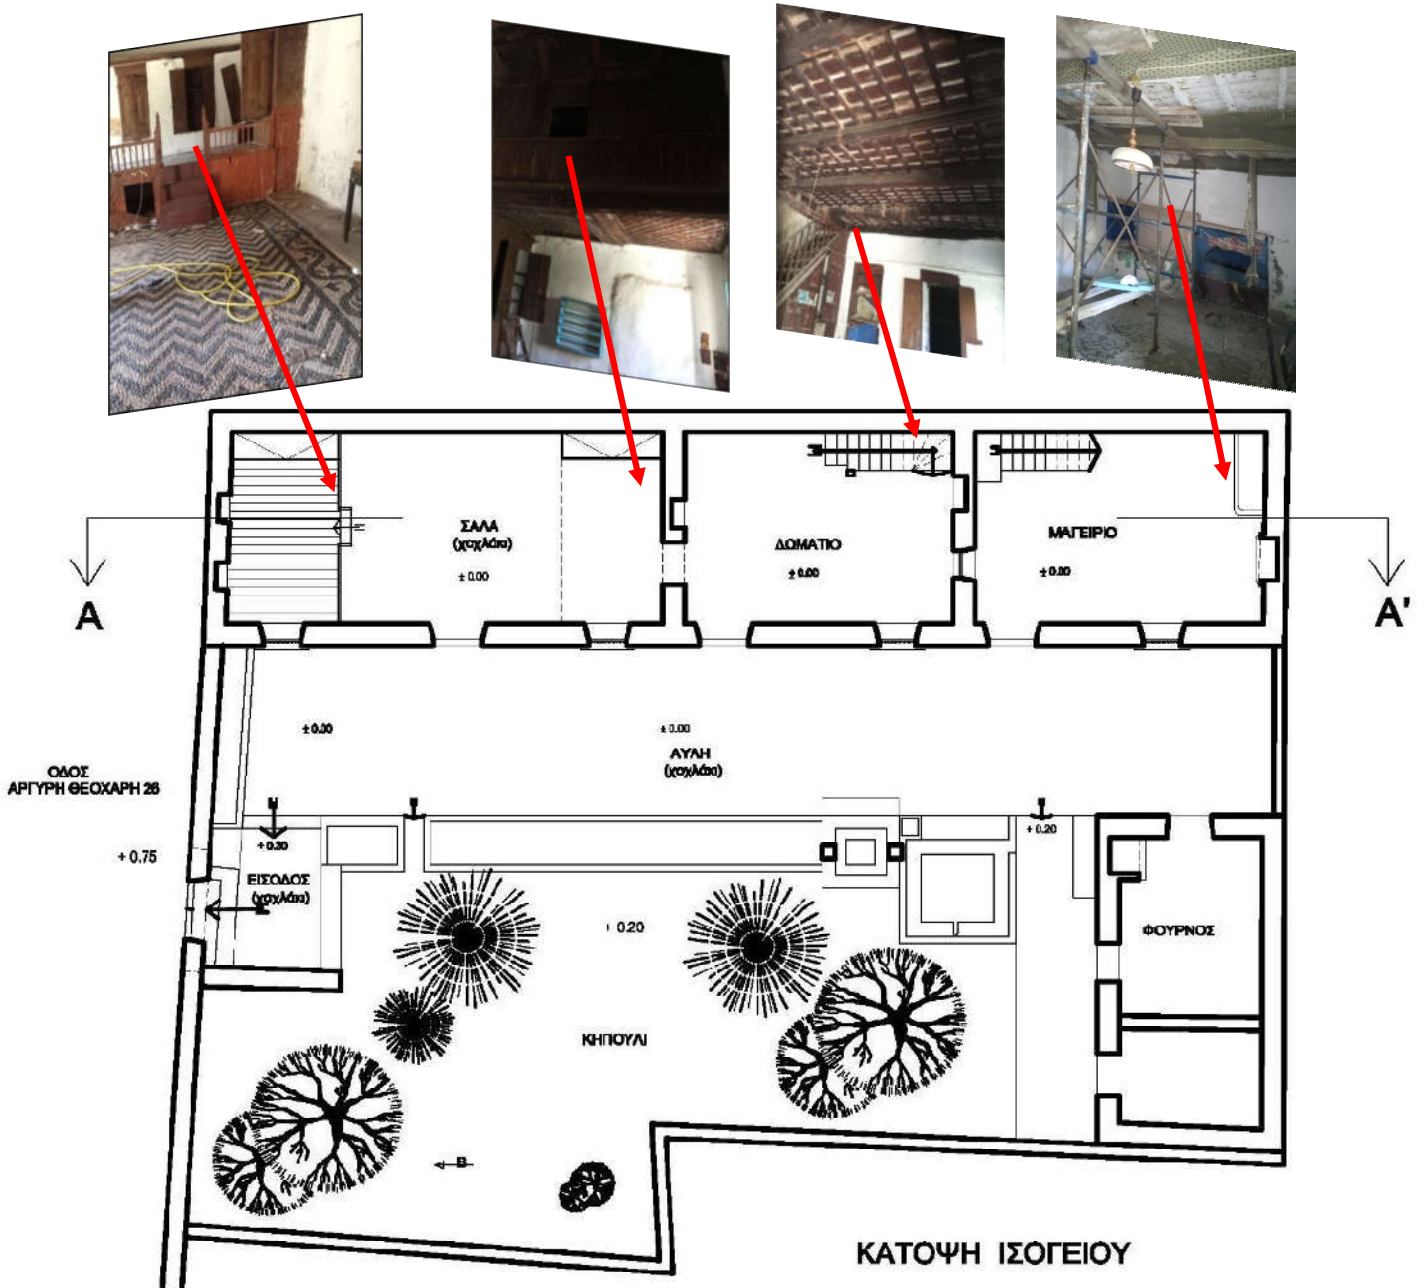 ΣΑΛΑ
(χοχλάκι)
± 0.00
ΔΩΜΑΤΙΟ
± 0.00
ΜΑΓΕΙΡΙΟ
± 0.00
A
A'
± 0.00
± 0.00
ΑΥΛΗ
(χοχλάκι)
ΟΔΟΣ
ΑΡΓΥΡΗ ΘΕΟΧΑΡΗ 26
+ 0.75
+ 0.30
ΕΙΣΟΔΟΣ
(χοχλάκι)
+ 0.20
+ 0.20
ΦΟΥΡΝΟΣ
ΚΗΠΟΥΛΙ
B
ΚΑΤΟΨΗ ΙΣΟΓΕΙΟΥ